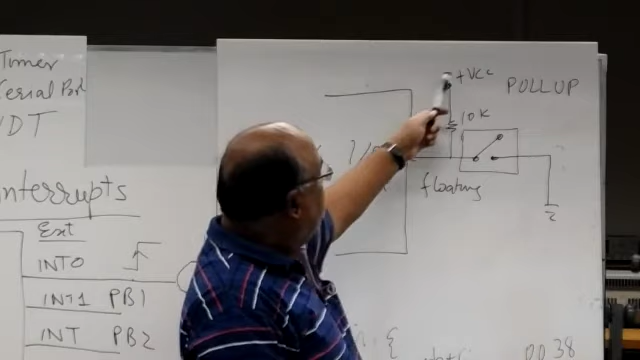 Timer
Serial Port
WDT
Interrupts
Ext
INT0
INT1 PB1
INT PB2
+VCC
PULLUP
10K
I/O
floating